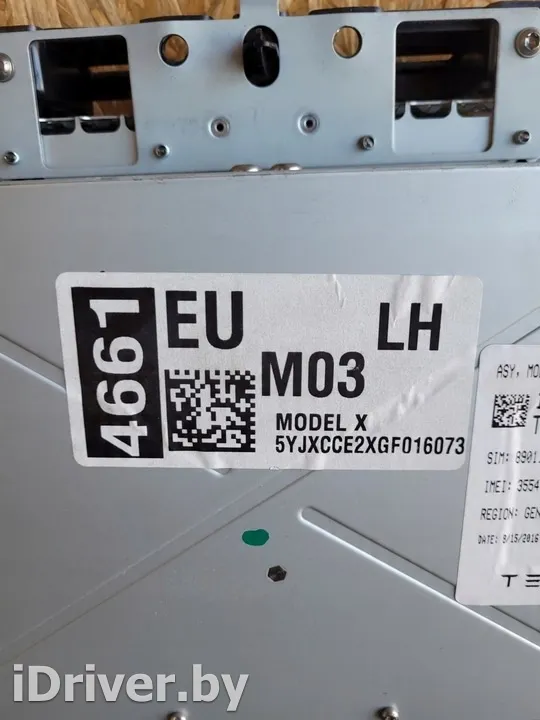 4661
EU
LH
M03
MODEL X
5YJXCCE2XGF016073
ASY, MO
SIM: 8901
IMEI: 3554
REGION: GEN
DATE: 9/15/2016
iDriver.by